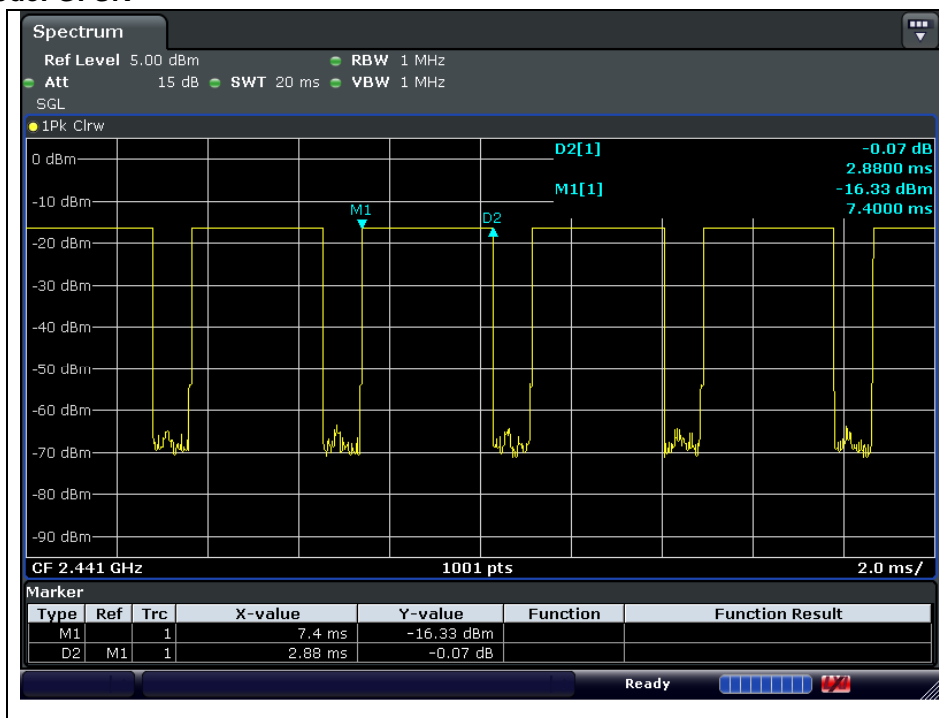 Spectrum
Ref Level 5.00 dBm RBW 1 MHz
Att 15 dB SWT 20 ms VBW 1 MHz
SGL
1Pk Clrw
D2[1] -0.07 dB
2.8800 ms
M1[1] -16.33 dBm
7.4000 ms
0 dBm
-10 dBm
M1
D2
-20 dBm
-30 dBm
-40 dBm
-50 dBm
-60 dBm
-70 dBm
-80 dBm
-90 dBm
CF 2.441 GHz 1001 pts 2.0 ms/
Marker
Type Ref Trc X-value Y-value Function Function Result
M1 1 7.4 ms -16.33 dBm
D2 M1 1 2.88 ms -0.07 dB
Ready